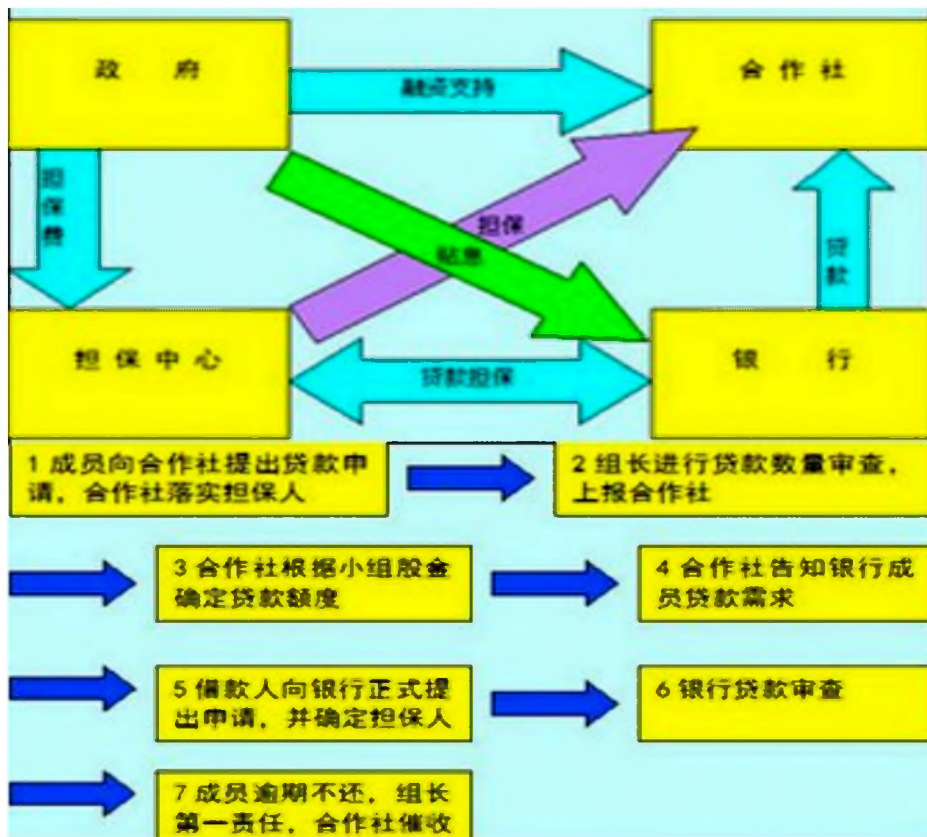 政 府
合 作 社
融资支持
担保费
担保
贴息
贷款
担 保 中 心
银 行
贷款担保
1 成员向合作社提出贷款申
请，合作社落实担保人
2 组长进行贷款数量审查，
上报合作社
3 合作社根据小组股金
确定贷款额度
4 合作社告知银行成
员贷款需求
5 借款人向银行正式提
出申请，并确定担保人
6 银行贷款审查
7 成员逾期不还，组长
第一责任，合作社催收